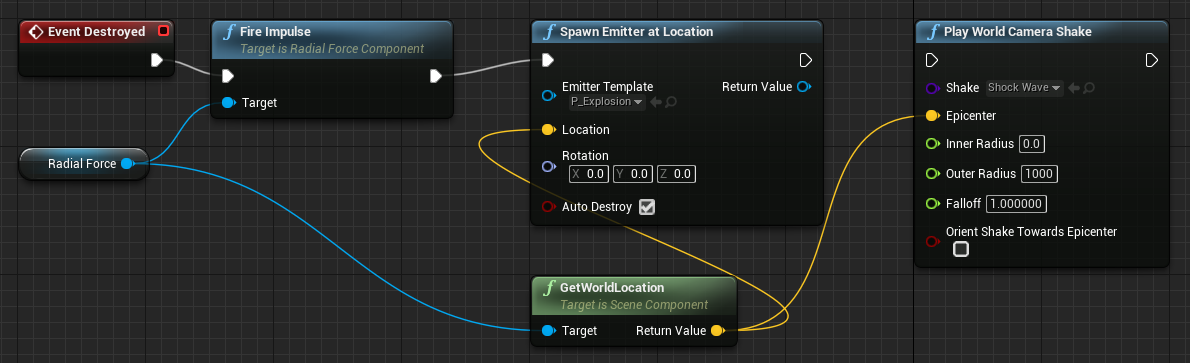 Event Destroyed
f Fire Impulse
Target is Radial Force Component
Target
Radial Force
f Spawn Emitter at Location
Emitter Template
P_Explosion
Return Value
Location
Rotation
X 0.0 Y 0.0 Z 0.0
Auto Destroy
f GetWorldLocation
Target is Scene Component
Target Return Value
f Play World Camera Shake
Shake Shock Wave
Epicenter
Inner Radius 0.0
Outer Radius 1000
Falloff 1.000000
Orient Shake Towards Epicenter